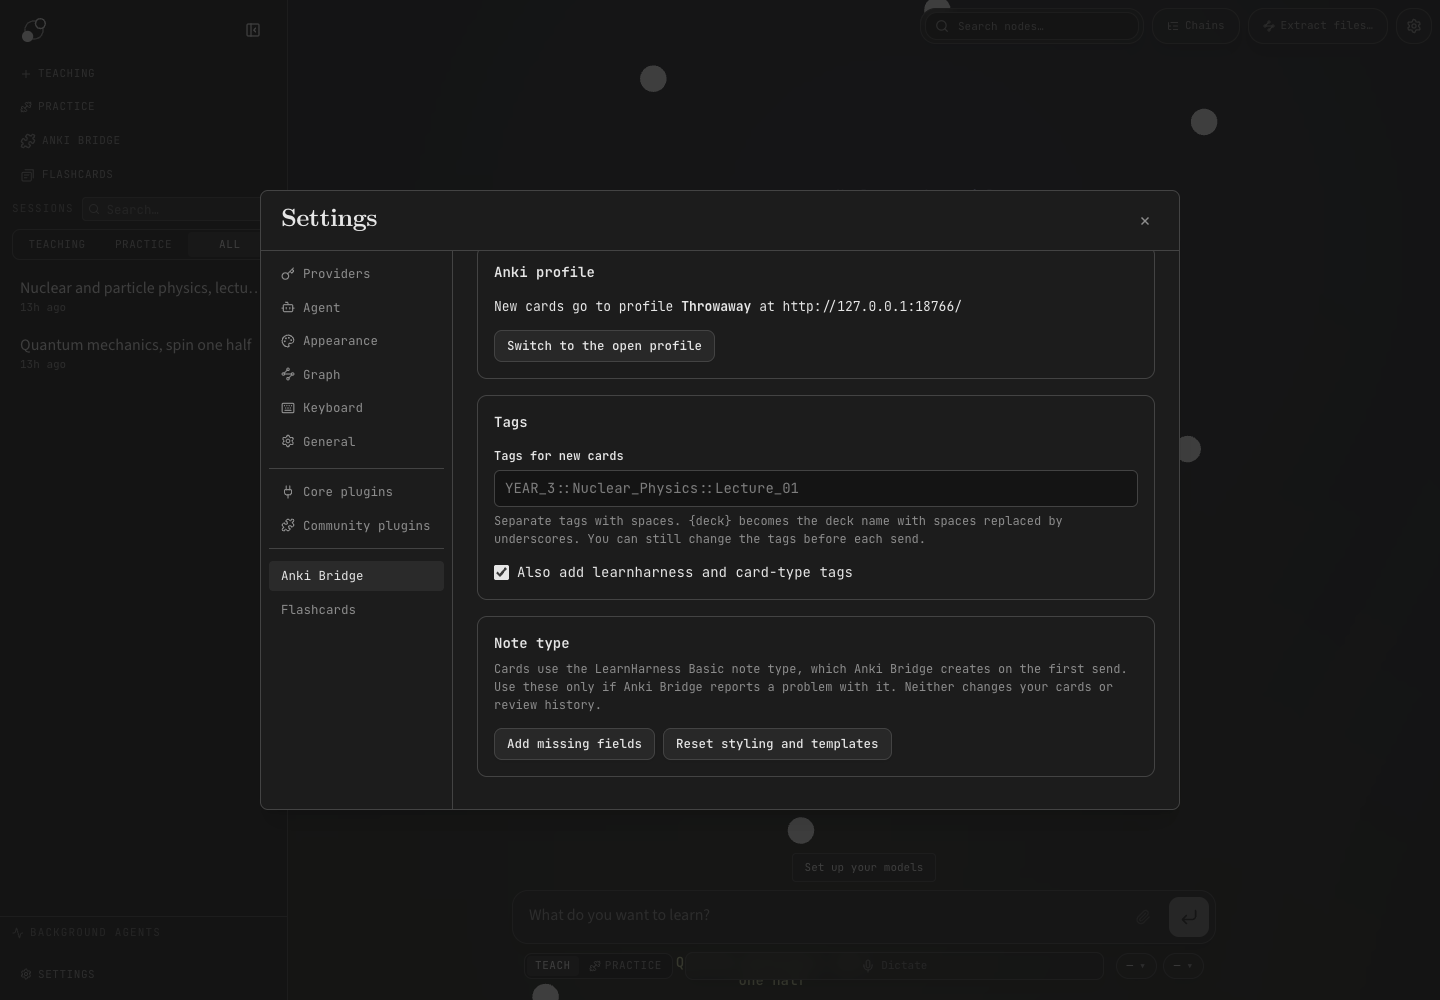 TEACHING
PRACTICE
ANKI BRIDGE
FLASHCARDS
SESSIONS
Search…
TEACHING PRACTICE ALL
Nuclear and particle physics, lectu…
13h ago
Quantum mechanics, spin one half
13h ago
BACKGROUND AGENTS
SETTINGS
Search nodes…
Chains
Extract files…
Settings
×
Providers
Agent
Appearance
Graph
Keyboard
General
Core plugins
Community plugins
Anki Bridge
Flashcards
Anki profile
New cards go to profile Throwaway at http://127.0.0.1:18766/
Switch to the open profile
Tags
Tags for new cards
YEAR_3::Nuclear_Physics::Lecture_01
Separate tags with spaces. {deck} becomes the deck name with spaces replaced by
underscores. You can still change the tags before each send.
Also add learnharness and card-type tags
Note type
Cards use the LearnHarness Basic note type, which Anki Bridge creates on the first send.
Use these only if Anki Bridge reports a problem with it. Neither changes your cards or
review history.
Add missing fields
Reset styling and templates
Set up your models
What do you want to learn?
TEACH PRACTICE
Q
Dictate
one half